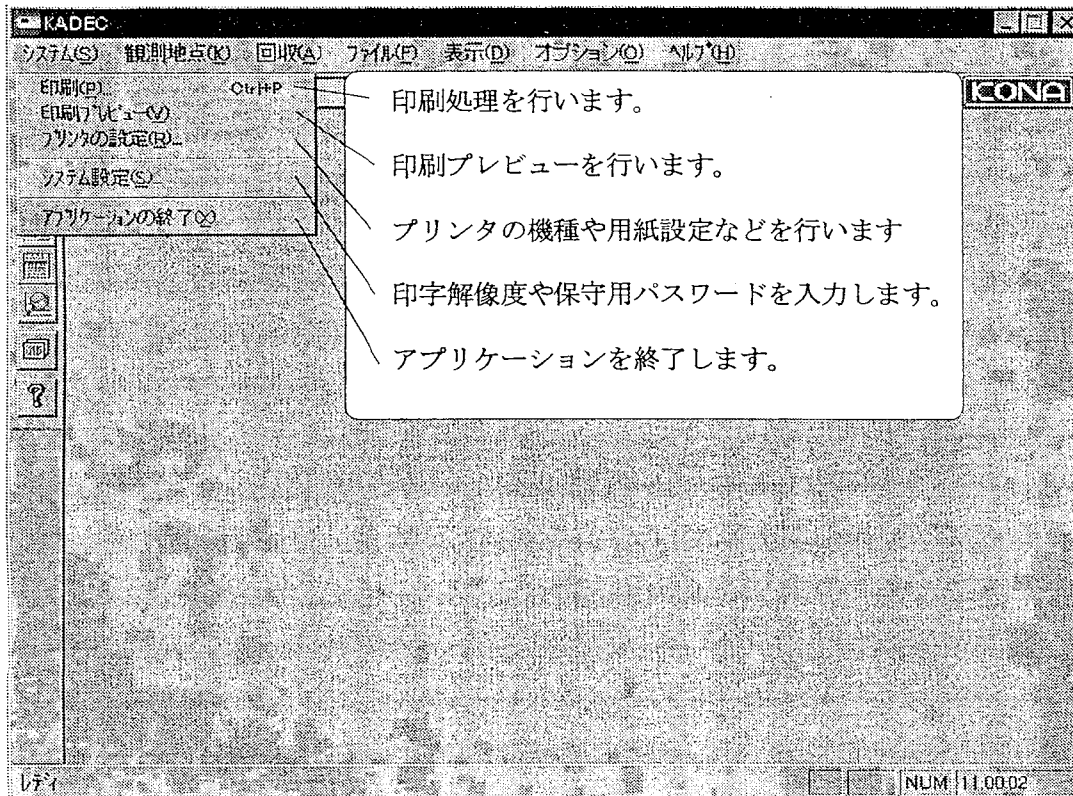 KADEC
システム(S) 観測地点(K) 回収(A) ファイル(F) 表示(D) オプション(O) ヘルプ(H)
印刷(P)... Ctrl+P
印刷プレビュー(V)
プリンタの設定(R)...
システム設定(S)...
アプリケーションの終了(X)
KONA
印刷処理を行います。
印刷プレビューを行います。
プリンタの機種や用紙設定などを行います
印字解像度や保守用パスワードを入力します。
アプリケーションを終了します。
レディ NUM 11:00:02